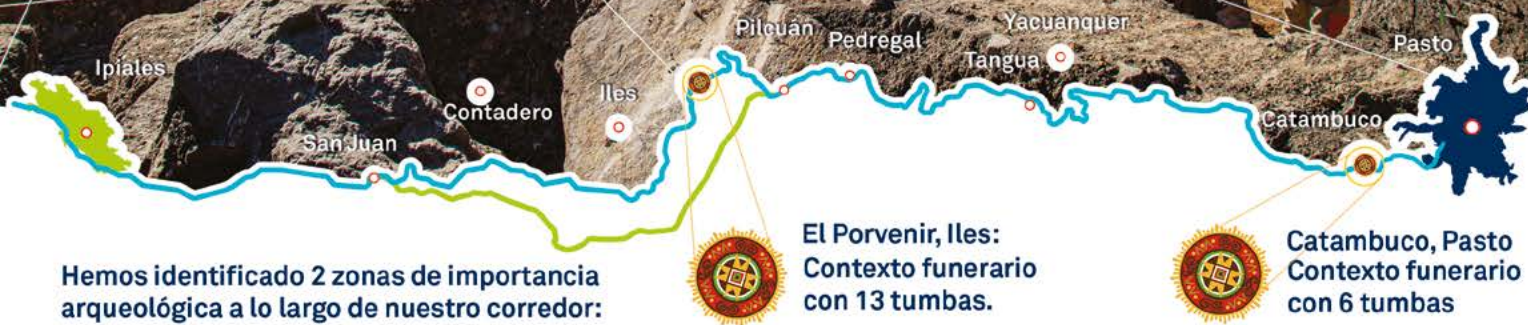 Ipiales
Contadero
San Juan
Iles
Pilcuán
Pedregal
Yacuanquer
Tangua
Catambuco
Pasto
Hemos identificado 2 zonas de importancia
arqueológica a lo largo de nuestro corredor:
El Porvenir, Iles:
Contexto funerario
con 13 tumbas.
Catambuco, Pasto
Contexto funerario
con 6 tumbas